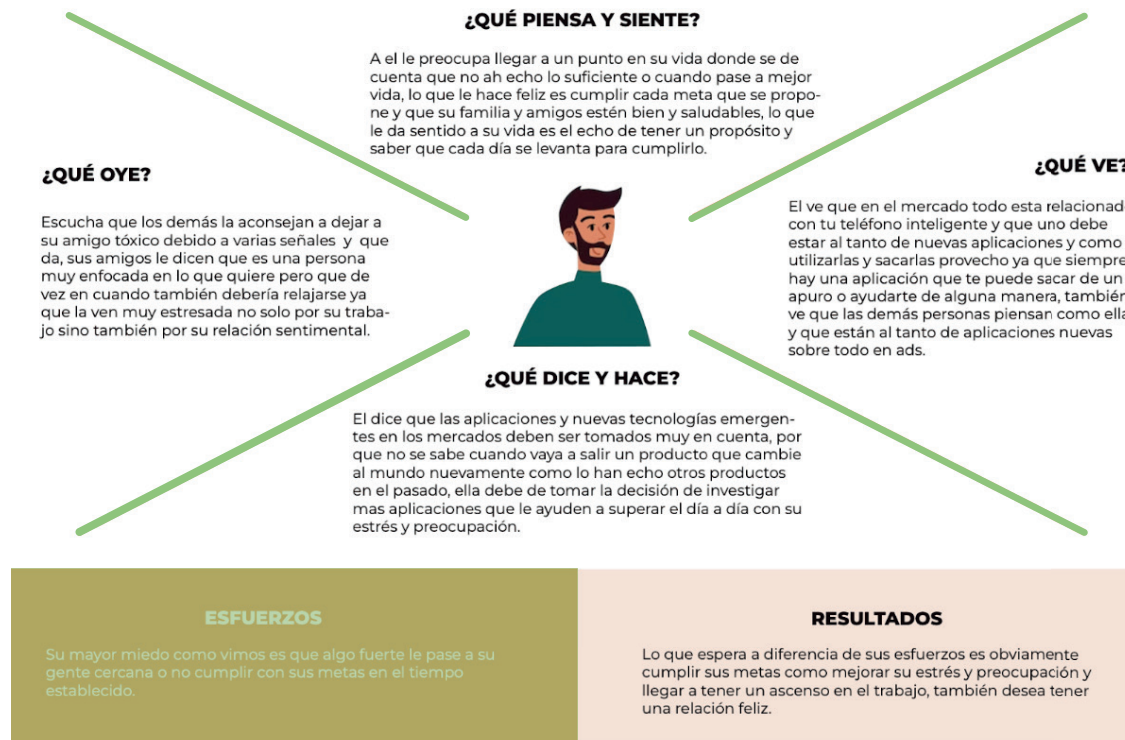 ¿QUÉ PIENSA Y SIENTE?
A el le preocupa llegar a un punto en su vida donde se de
cuenta que no ah echo lo suficiente o cuando pase a mejor
vida, lo que le hace feliz es cumplir cada meta que se propo-
ne y que su familia y amigos estén bien y saludables, lo que
le da sentido a su vida es el echo de tener un propósito y
saber que cada día se levanta para cumplirlo.
¿QUÉ OYE?
Escucha que los demás la aconsejan a dejar a
su amigo tóxico debido a varias señales y que
da, sus amigos le dicen que es una persona
muy enfocada en lo que quiere pero que de
vez en cuando también debería relajarse ya
que la ven muy estresada no solo por su traba-
jo sino también por su relación sentimental.
¿QUÉ VE?
El ve que en el mercado todo esta relacionado
con tu teléfono inteligente y que uno debe
estar al tanto de nuevas aplicaciones y como
utilizarlas y sacarlas provecho ya que siempre
hay una aplicación que te puede sacar de un
apuro o ayudarte de alguna manera, también
ve que las demás personas piensan como ella
y que están al tanto de aplicaciones nuevas
sobre todo en ads.
¿QUÉ DICE Y HACE?
El dice que las aplicaciones y nuevas tecnologías emergen-
tes en los mercados deben ser tomados muy en cuenta, por
que no se sabe cuando vaya a salir un producto que cambie
al mundo nuevamente como lo han echo otros productos
en el pasado, ella debe de tomar la decisión de investigar
mas aplicaciones que le ayuden a superar el día a día con su
estrés y preocupación.
ESFUERZOS
Su mayor miedo como vimos es que algo fuerte le pase a su
gente cercana o no cumplir con sus metas en el tiempo
establecido.
RESULTADOS
Lo que espera a diferencia de sus esfuerzos es obviamente
cumplir sus metas como mejorar su estrés y preocupación y
llegar a tener un ascenso en el trabajo, también desea tener
una relación feliz.